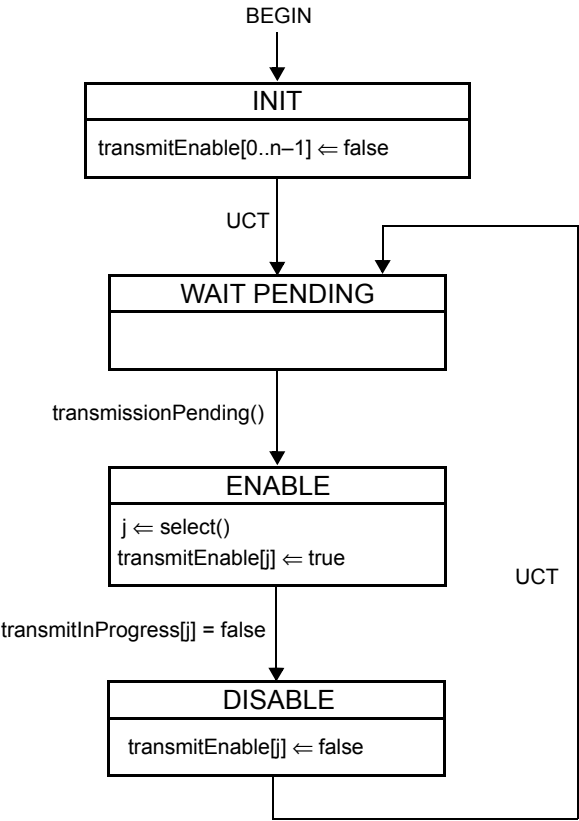 BEGIN
INIT
transmitEnable[0..n–1] ⇐ false
UCT
WAIT PENDING
transmissionPending()
ENABLE
j ⇐ select()
transmitEnable[j] ⇐ true
UCT
transmitInProgress[j] = false
DISABLE
transmitEnable[j] ⇐ false